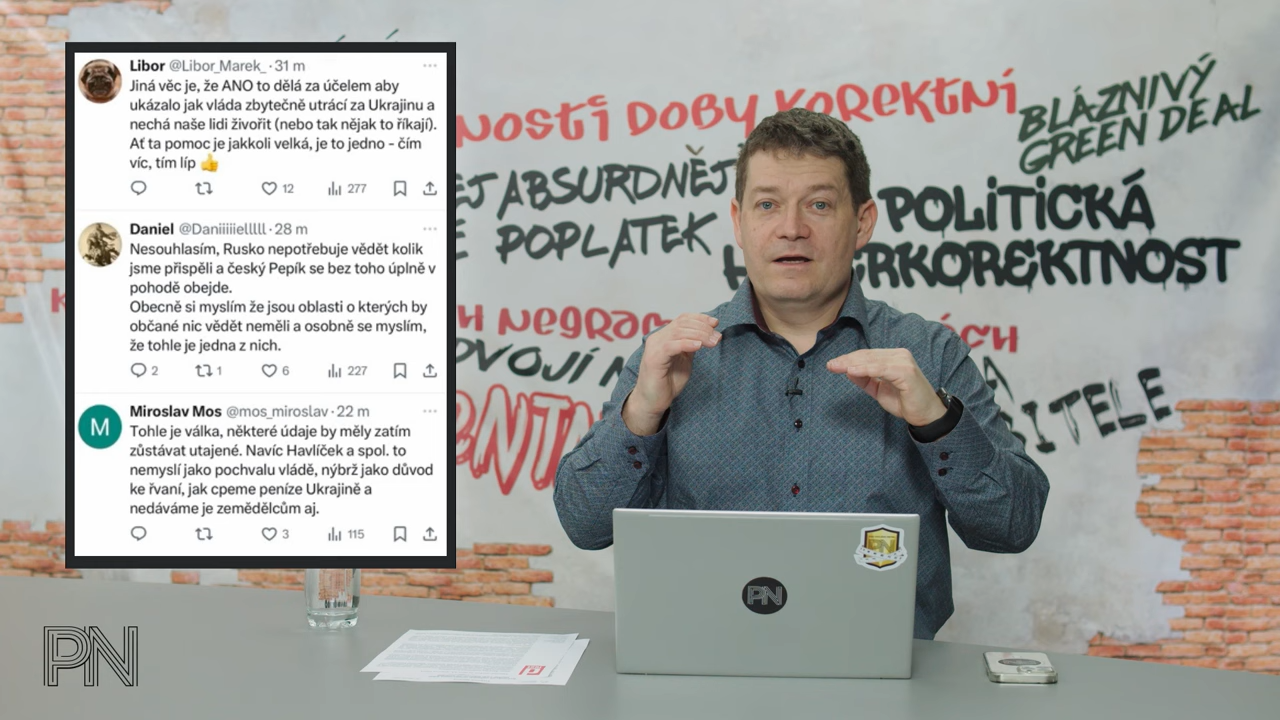 Libor @Libor_Marek_ · 31 m
Jiná věc je, že ANO to dělá za účelem aby
ukázalo jak vláda zbytečně utrácí za Ukrajinu a
nechá naše lidi živořit (nebo tak nějak to říkají).
Ať ta pomoc je jakkoli velká, je to jedno - čím
víc, tím líp 👍
12
277
Daniel @Daniiiiielllll · 28 m
Nesouhlasím, Rusko nepotřebuje vědět kolik
jsme přispěli a český Pepík se bez toho úplně v
pohodě obejde.
Obecně si myslím že jsou oblasti o kterých by
občané nic vědět neměli a osobně se myslím,
že tohle je jedna z nich.
2
1
6
227
M
Miroslav Mos @mos_miroslav · 22 m
Tohle je válka, některé údaje by měly zatím
zůstávat utajené. Navíc Havlíček a spol. to
nemyslí jako pochvalu vládě, nýbrž jako důvod
ke řvaní, jak cpeme peníze Ukrajině a
nedáváme je zemědělcům aj.
3
115
DOBY KOREKTNÍ
BLÁZNIVÝ
GREEN DEAL
ABSURDNĚJ
POPLATEK
POLITICKÁ
PN
PN